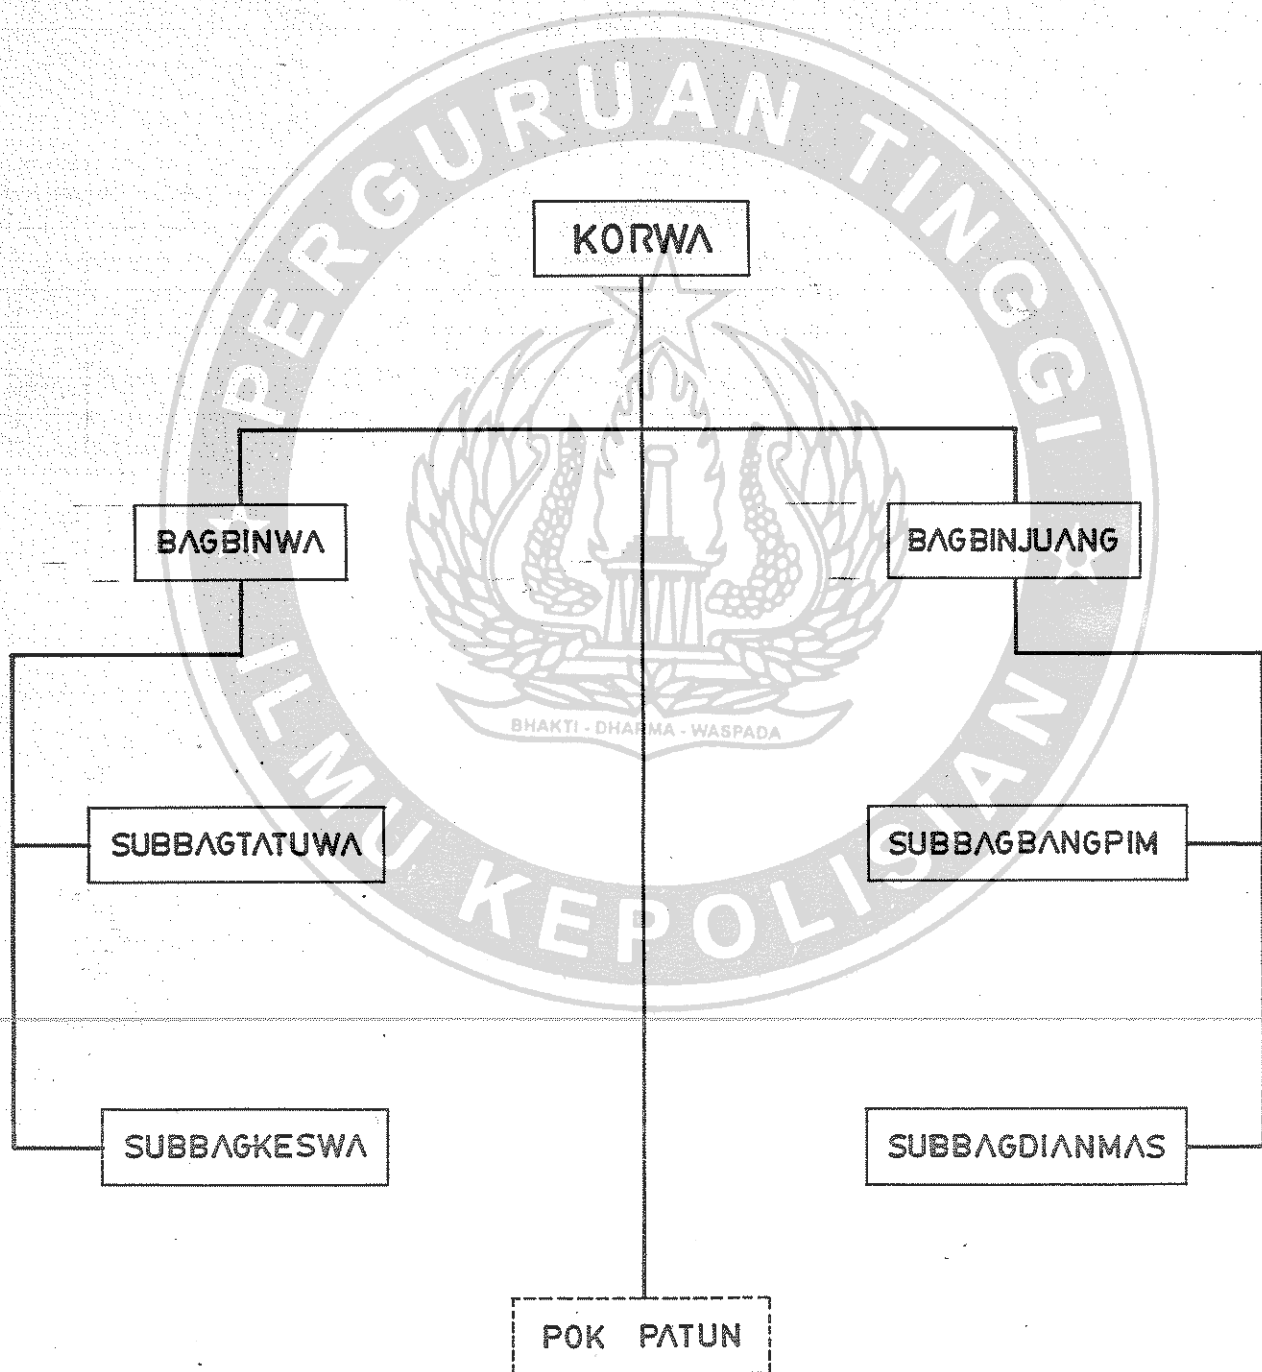 PERGURUAN TINGGI
KORWA
BAGBINWA
BAGBINJUANG
BHAKTI - DHARMA - WASPADA
SUBBAGTATUWA
SUBBAGBANGPIM
ILMU KEPOLISIAN
SUBBAGKESWA
SUBBAGDIANMAS
POK PATUN